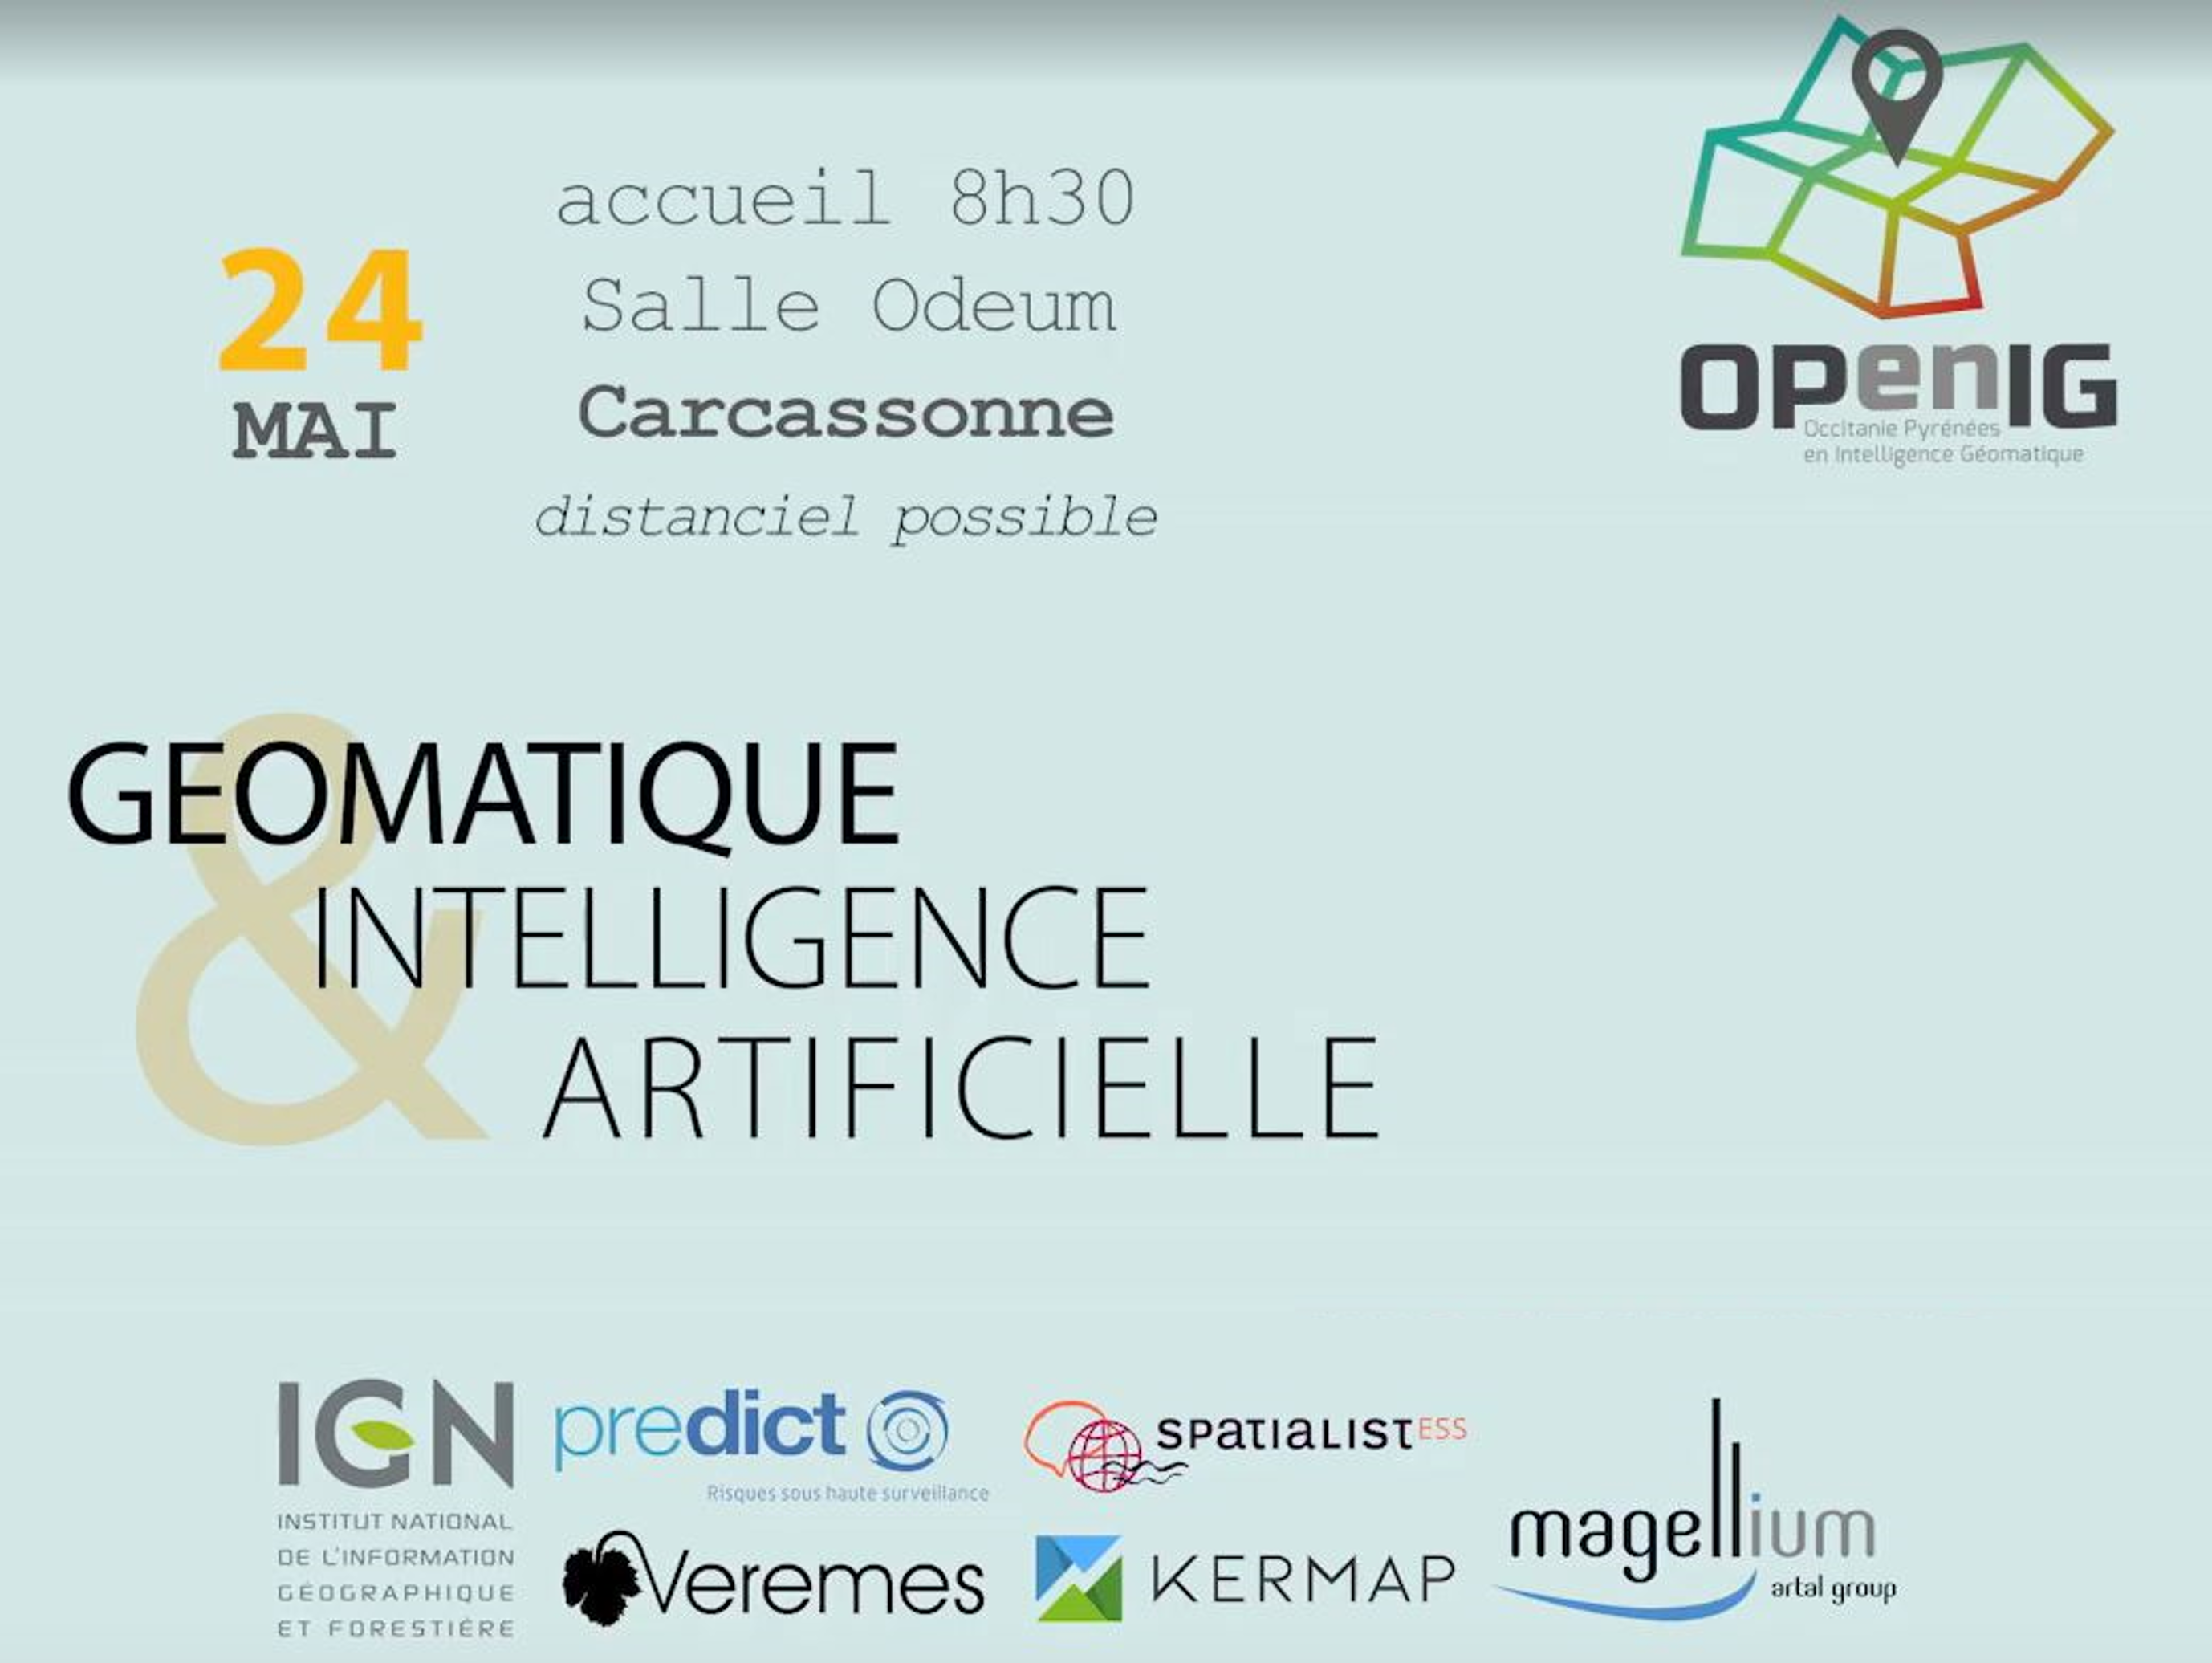 24
MAI
accueil 8h30
Salle Odeum
Carcassonne
distanciel possible
OPenIG
Occitanie Pyrénées
en Intelligence Géomatique
&
GEOMATIQUE
INTELLIGENCE
ARTIFICIELLE
IGN
INSTITUT NATIONAL
DE L'INFORMATION
GÉOGRAPHIQUE
ET FORESTIÈRE
predict
Risques sous haute surveillance
Veremes
SPATIALIST ESS
KERMAP
magellium
artal group